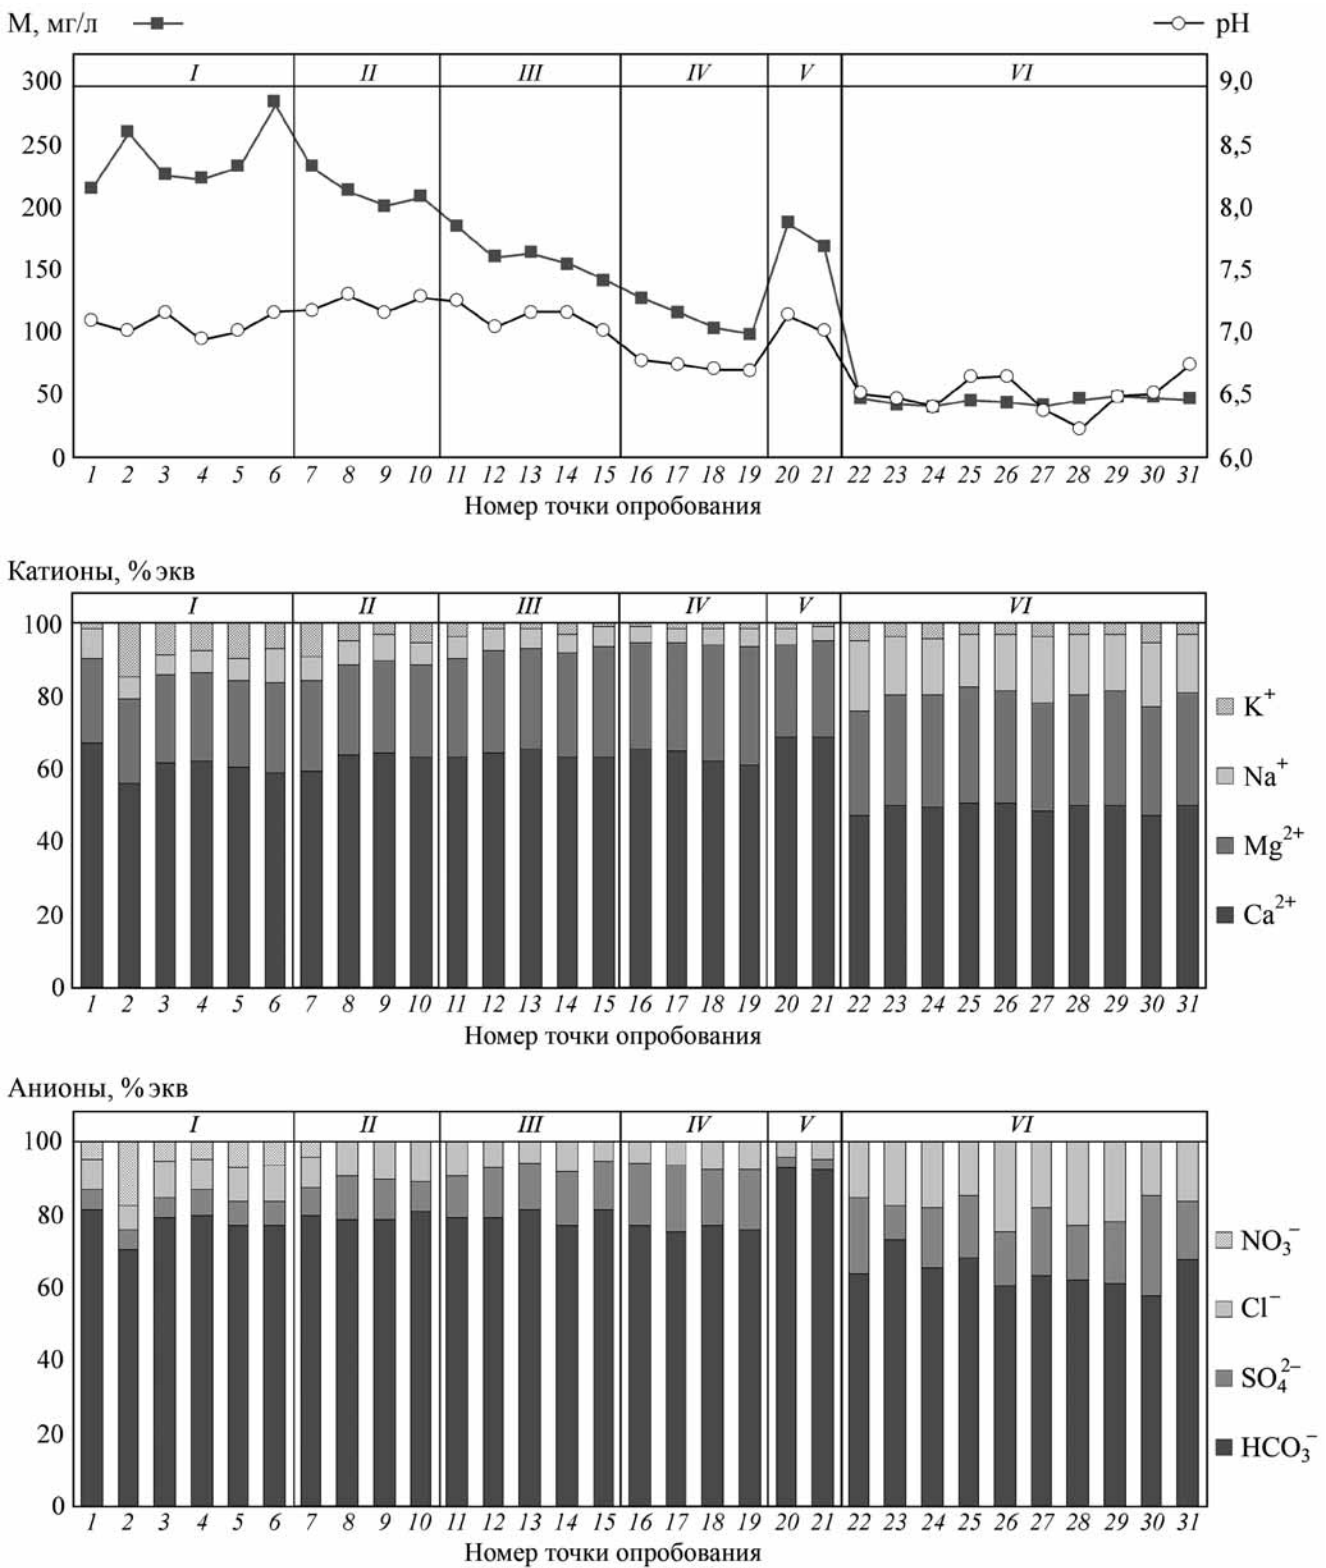 М, мг/л
pH
I II III IV V VI
300 9,0
250 8,5
200 8,0
150 7,5
100 7,0
50 6,5
0 6,0
1 2 3 4 5 6 7 8 9 10 11 12 13 14 15 16 17 18 19 20 21 22 23 24 25 26 27 28 29 30 31
Номер точки опробования
Катионы, % экв
I II III IV V VI
100
80
60
40
20
0
K⁺
Na⁺
Mg²⁺
Ca²⁺
1 2 3 4 5 6 7 8 9 10 11 12 13 14 15 16 17 18 19 20 21 22 23 24 25 26 27 28 29 30 31
Номер точки опробования
Анионы, % экв
I II III IV V VI
100
80
60
40
20
0
NO₃⁻
Cl⁻
SO₄²⁻
HCO₃⁻
1 2 3 4 5 6 7 8 9 10 11 12 13 14 15 16 17 18 19 20 21 22 23 24 25 26 27 28 29 30 31
Номер точки опробования